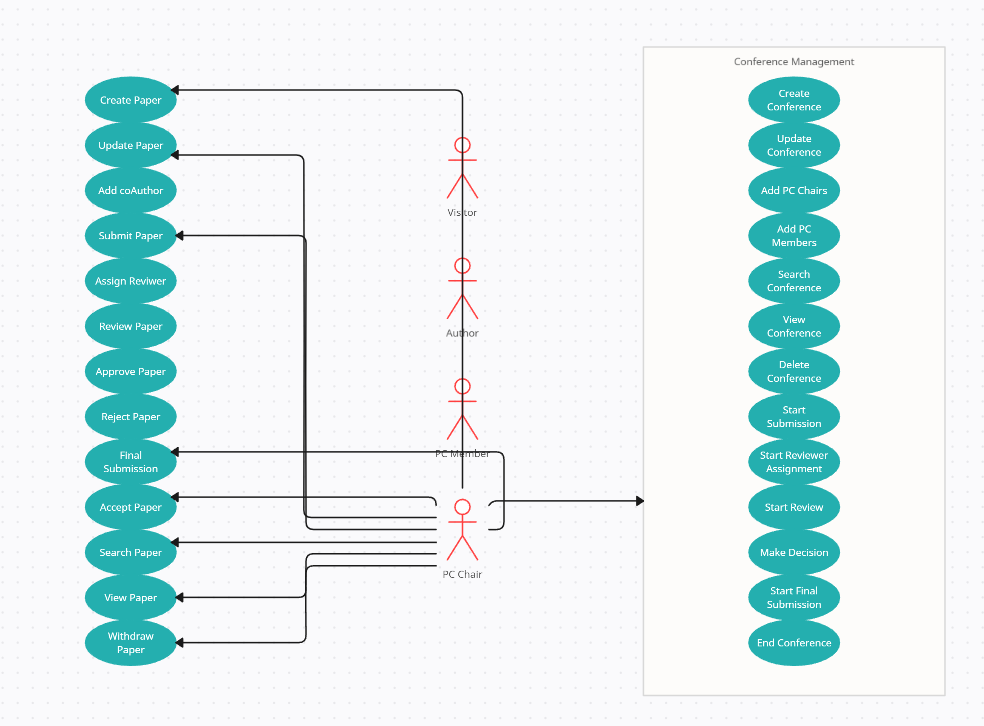 Create Paper
Update Paper
Add coAuthor
Submit Paper
Assign Reviwer
Review Paper
Approve Paper
Reject Paper
Final
Submission
Accept Paper
Search Paper
View Paper
Withdraw
Paper
Visitor
Author
PC Member
PC Chair
Conference Management
Create
Conference
Update
Conference
Add PC Chairs
Add PC
Members
Search
Conference
View
Conference
Delete
Conference
Start
Submission
Start Reviewer
Assignment
Start Review
Make Decision
Start Final
Submission
End Conference